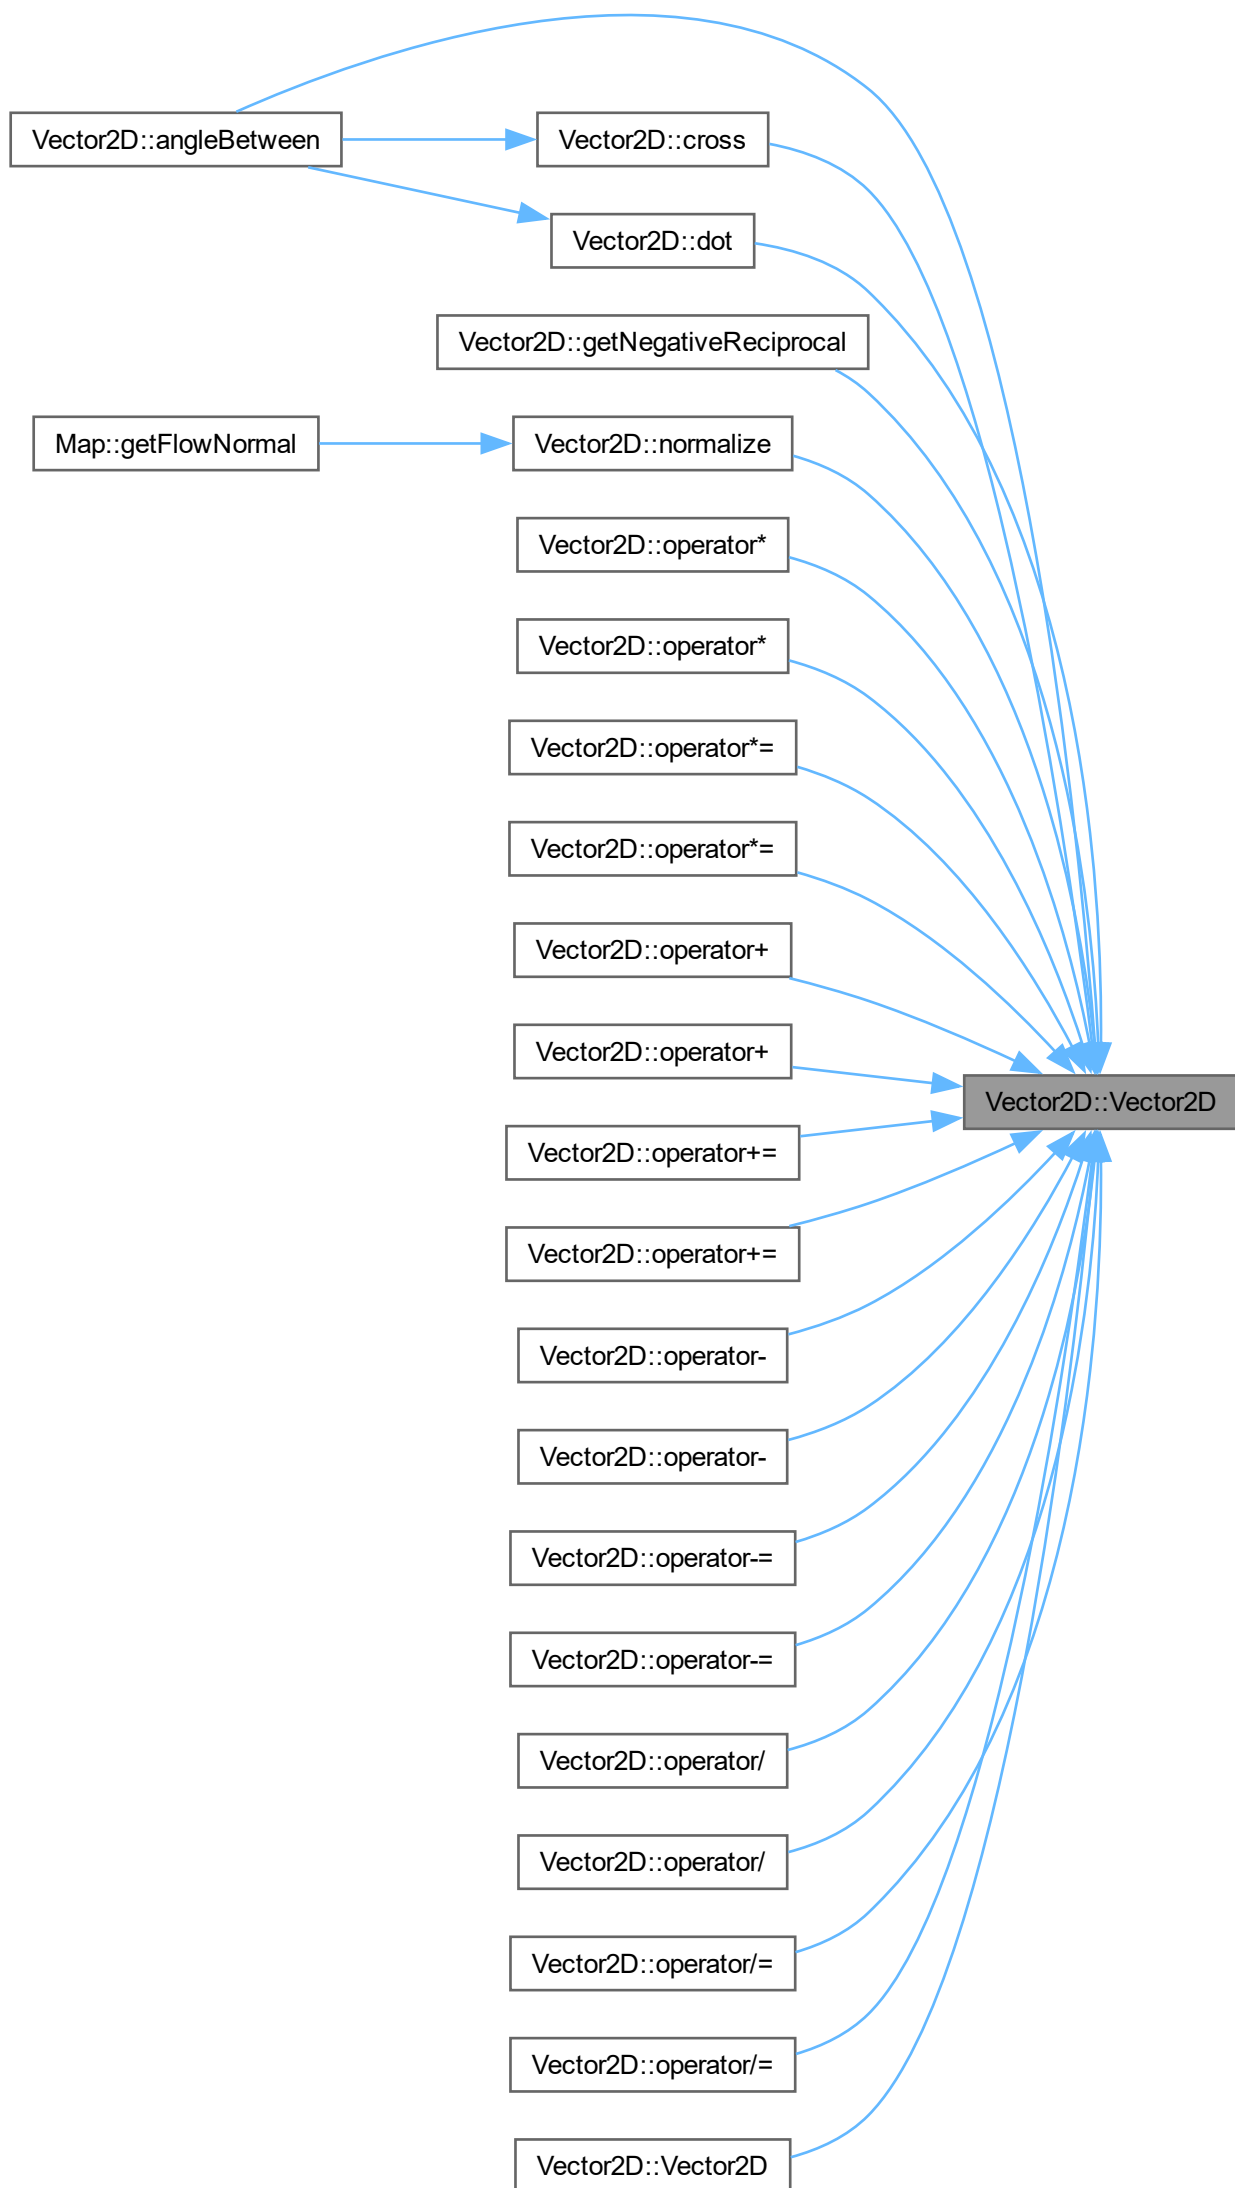 Vector2D::angleBetween
Vector2D::cross
Vector2D::dot
Vector2D::getNegativeReciprocal
Map::getFlowNormal
Vector2D::normalize
Vector2D::operator*
Vector2D::operator*
Vector2D::operator*=
Vector2D::operator*=
Vector2D::operator+
Vector2D::operator+
Vector2D::Vector2D
Vector2D::operator+=
Vector2D::operator+=
Vector2D::operator-
Vector2D::operator-
Vector2D::operator-=
Vector2D::operator-=
Vector2D::operator/
Vector2D::operator/
Vector2D::operator/=
Vector2D::operator/=
Vector2D::Vector2D